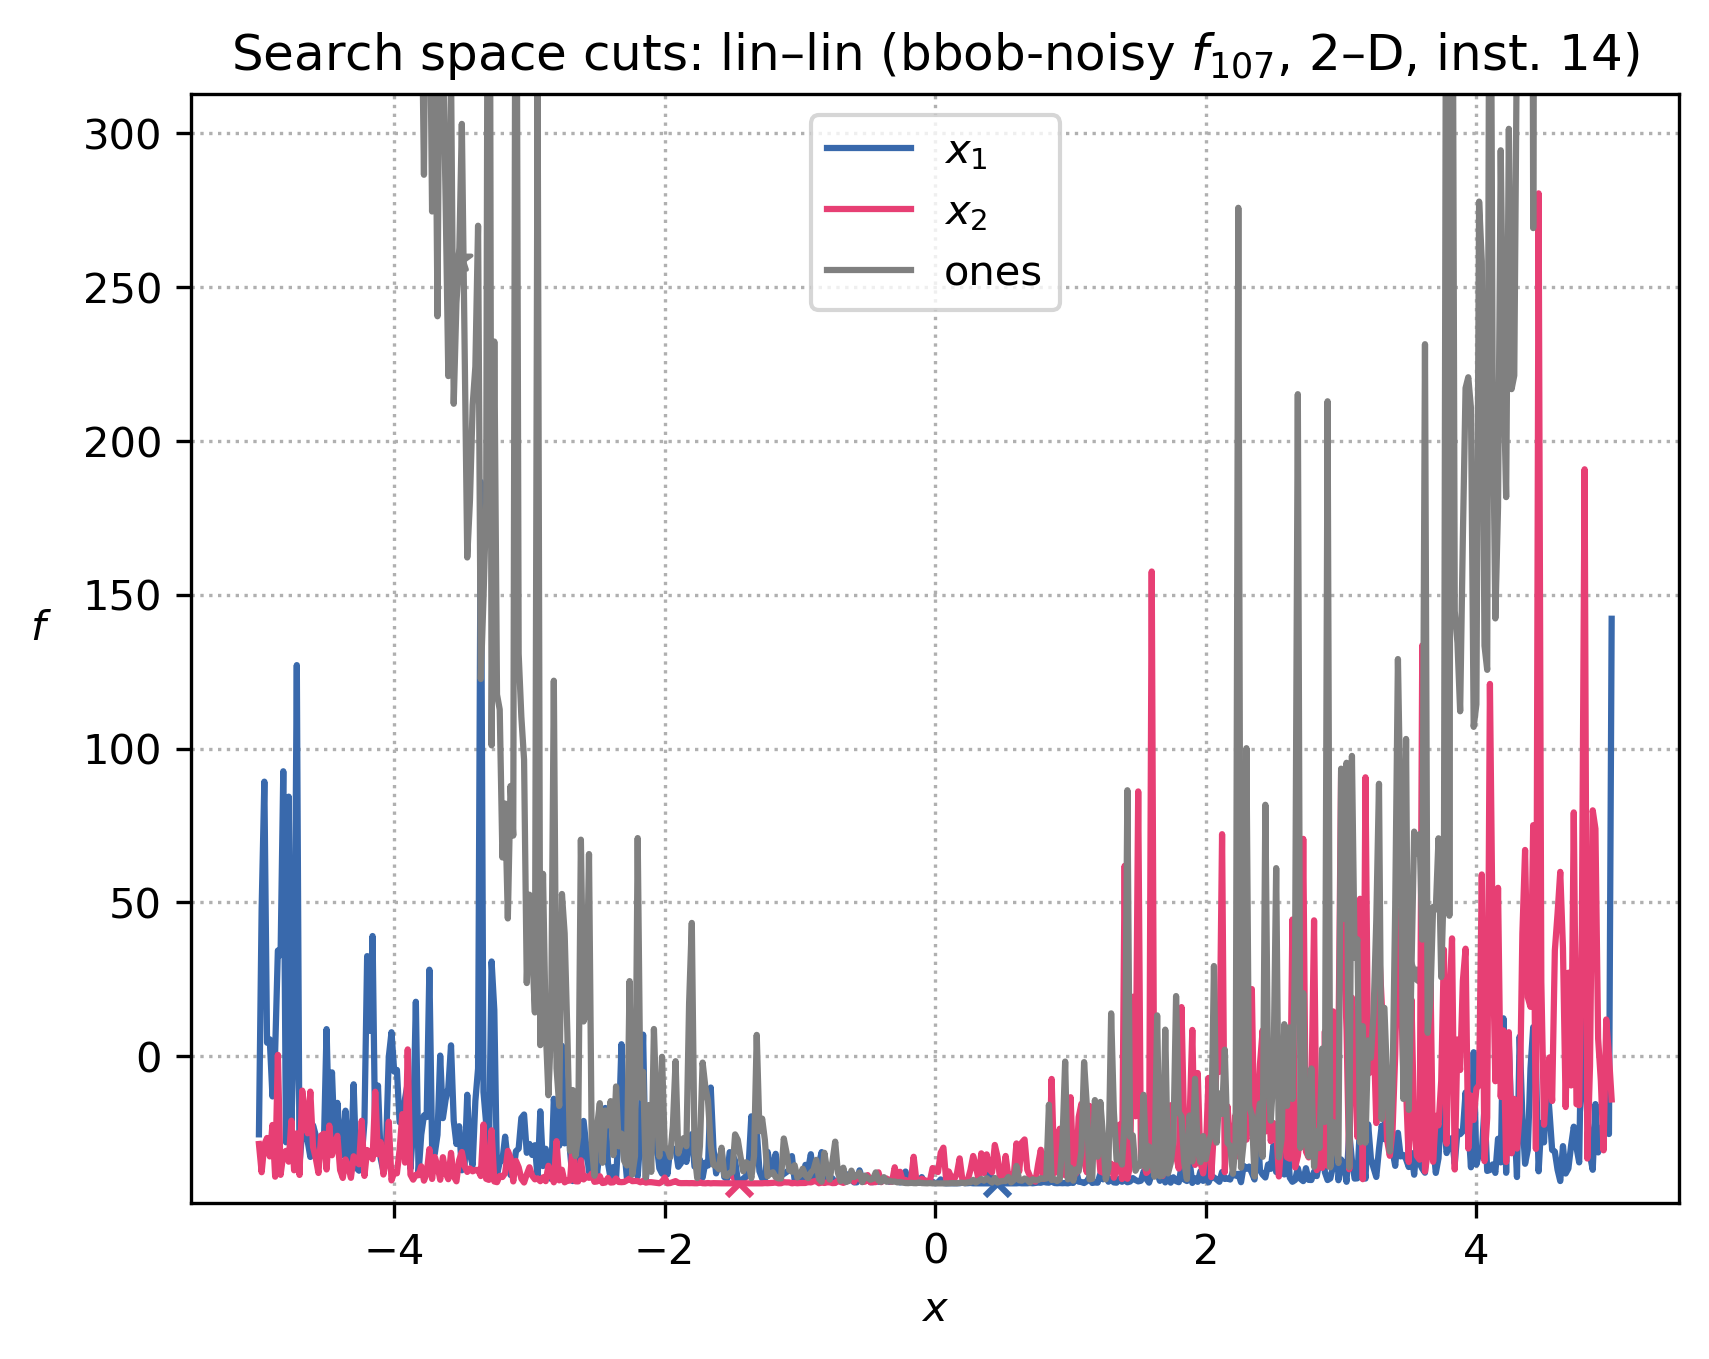 Search space cuts: lin–lin (bbob-noisy f₁₀₇, 2–D, inst. 14)
x₁
x₂
ones
300
250
200
150
100
50
0
f
−4 −2 0 2 4
x